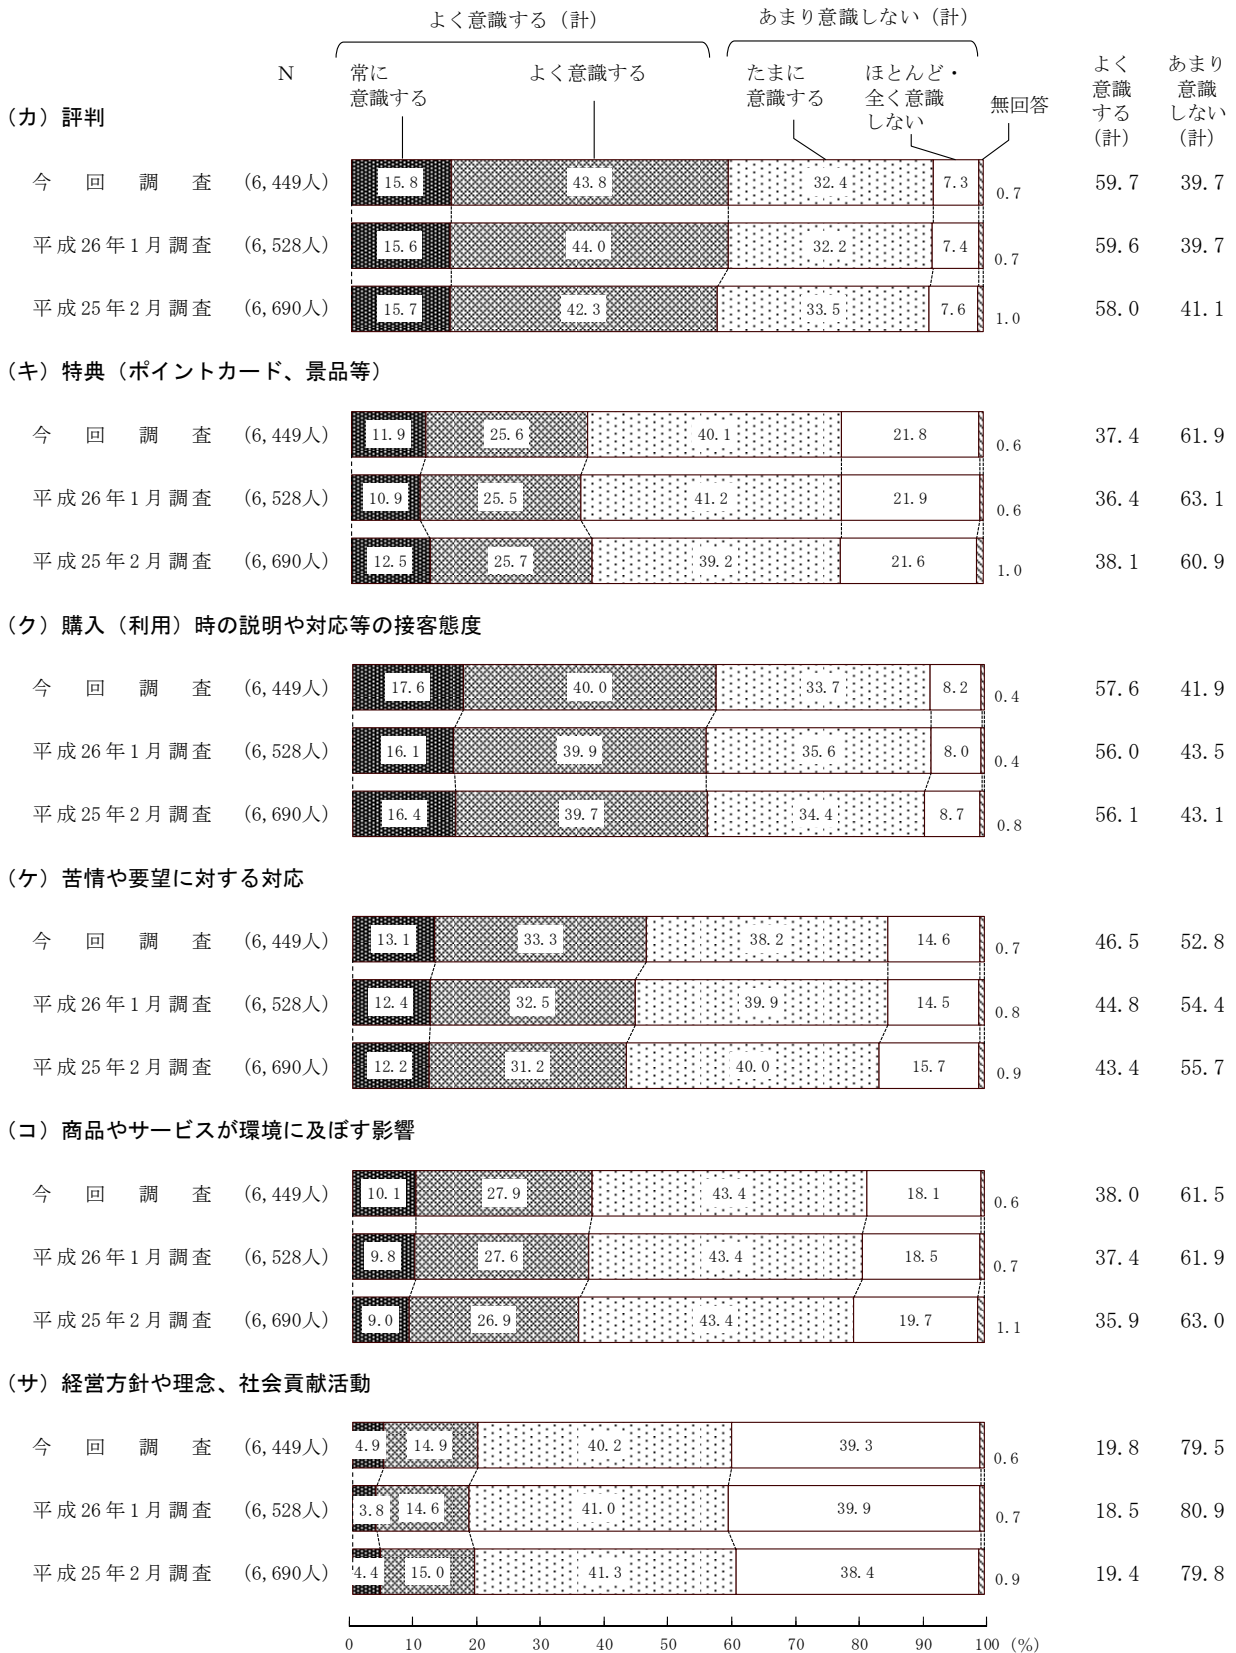 よく意識する（計）　あまり意識しない（計）
N　常に意識する　よく意識する　たまに意識する　ほとんど・全く意識しない　無回答　よく意識する（計）　あまり意識しない（計）
（カ）評判
今回調査　(6,449人)　15.8　43.8　32.4　7.3　0.7　59.7　39.7
平成26年1月調査　(6,528人)　15.6　44.0　32.2　7.4　0.7　59.6　39.7
平成25年2月調査　(6,690人)　15.7　42.3　33.5　7.6　1.0　58.0　41.1
（キ）特典（ポイントカード、景品等）
今回調査　(6,449人)　11.9　25.6　40.1　21.8　0.6　37.4　61.9
平成26年1月調査　(6,528人)　10.9　25.5　41.2　21.9　0.6　36.4　63.1
平成25年2月調査　(6,690人)　12.5　25.7　39.2　21.6　1.0　38.1　60.9
（ク）購入（利用）時の説明や対応等の接客態度
今回調査　(6,449人)　17.6　40.0　33.7　8.2　0.4　57.6　41.9
平成26年1月調査　(6,528人)　16.1　39.9　35.6　8.0　0.4　56.0　43.5
平成25年2月調査　(6,690人)　16.4　39.7　34.4　8.7　0.8　56.1　43.1
（ケ）苦情や要望に対する対応
今回調査　(6,449人)　13.1　33.3　38.2　14.6　0.7　46.5　52.8
平成26年1月調査　(6,528人)　12.4　32.5　39.9　14.5　0.8　44.8　54.4
平成25年2月調査　(6,690人)　12.2　31.2　40.0　15.7　0.9　43.4　55.7
（コ）商品やサービスが環境に及ぼす影響
今回調査　(6,449人)　10.1　27.9　43.4　18.1　0.6　38.0　61.5
平成26年1月調査　(6,528人)　9.8　27.6　43.4　18.5　0.7　37.4　61.9
平成25年2月調査　(6,690人)　9.0　26.9　43.4　19.7　1.1　35.9　63.0
（サ）経営方針や理念、社会貢献活動
今回調査　(6,449人)　4.9　14.9　40.2　39.3　0.6　19.8　79.5
平成26年1月調査　(6,528人)　3.8　14.6　41.0　39.9　0.7　18.5　80.9
平成25年2月調査　(6,690人)　4.4　15.0　41.3　38.4　0.9　19.4　79.8
0　10　20　30　40　50　60　70　80　90　100 (%)